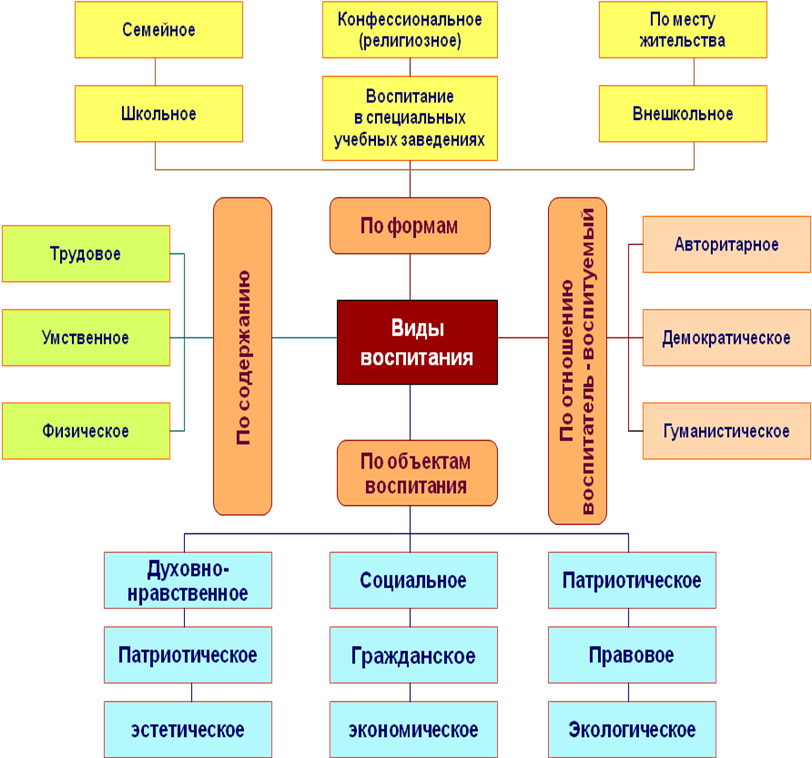 Семейное
Конфессиональное
(религиозное)
По месту
жительства
Школьное
Воспитание
в специальных
учебных заведениях
Внешкольное
По формам
По содержанию
По отношению
воспитатель - воспитуемый
Трудовое
Умственное
Физическое
Виды
воспитания
Авторитарное
Демократическое
Гуманистическое
По объектам
воспитания
Духовно-
нравственное
Социальное
Патриотическое
Патриотическое
Гражданское
Правовое
эстетическое
экономическое
Экологическое